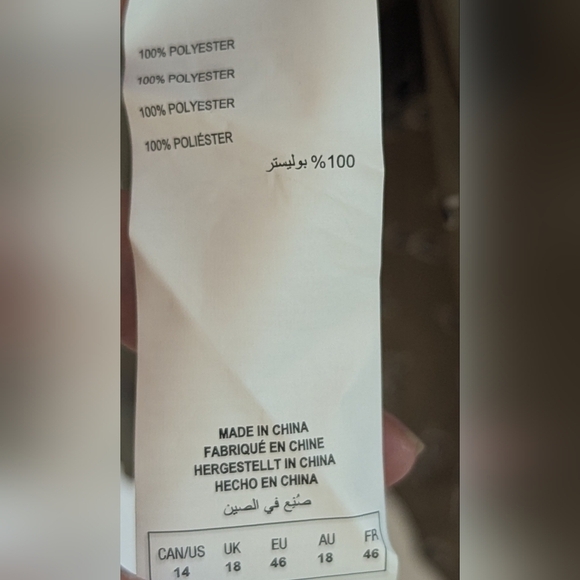 100% POLYESTER
100% POLYESTER
100% POLYESTER
100% POLIÉSTER
100% بوليستر
MADE IN CHINA
FABRIQUÉ EN CHINE
HERGESTELLT IN CHINA
HECHO EN CHINA
صُنِع في الصين
CAN/US UK EU AU FR
14 18 46 18 46